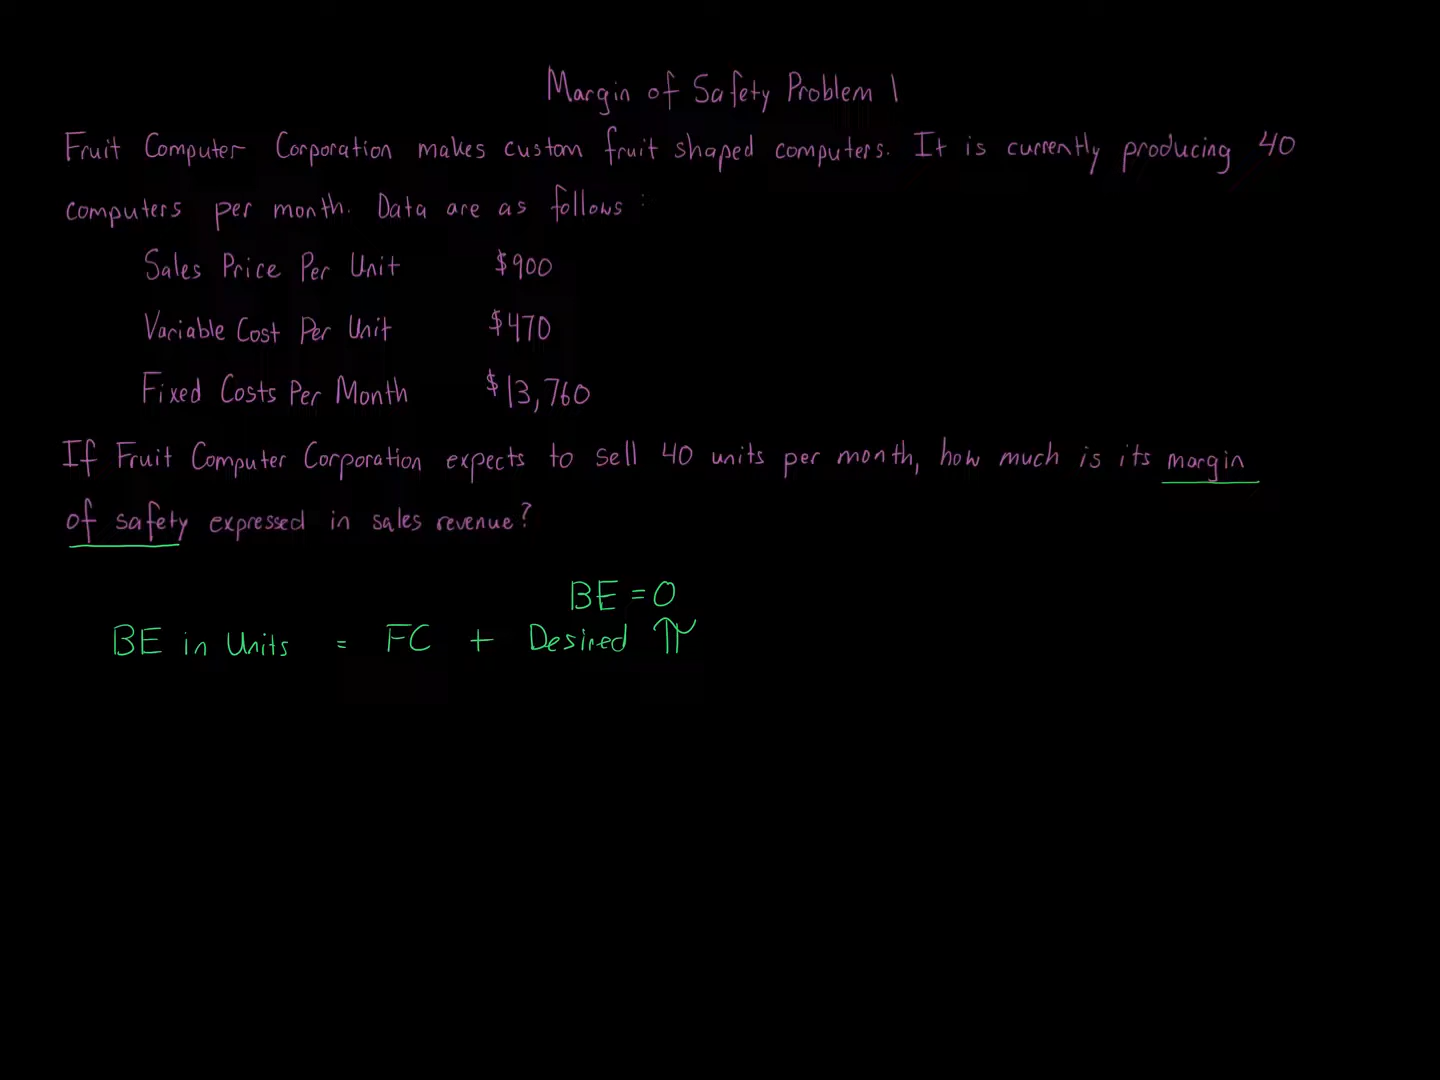 Margin of Safety Problem 1
Fruit Computer Corporation makes custom fruit shaped computers. It is currently producing 40
computers per month. Data are as follows:
Sales Price Per Unit $900
Variable Cost Per Unit $470
Fixed Costs Per Month $13,760
If Fruit Computer Corporation expects to sell 40 units per month, how much is its margin
of safety expressed in sales revenue?
BE = 0
BE in Units = FC + Desired π